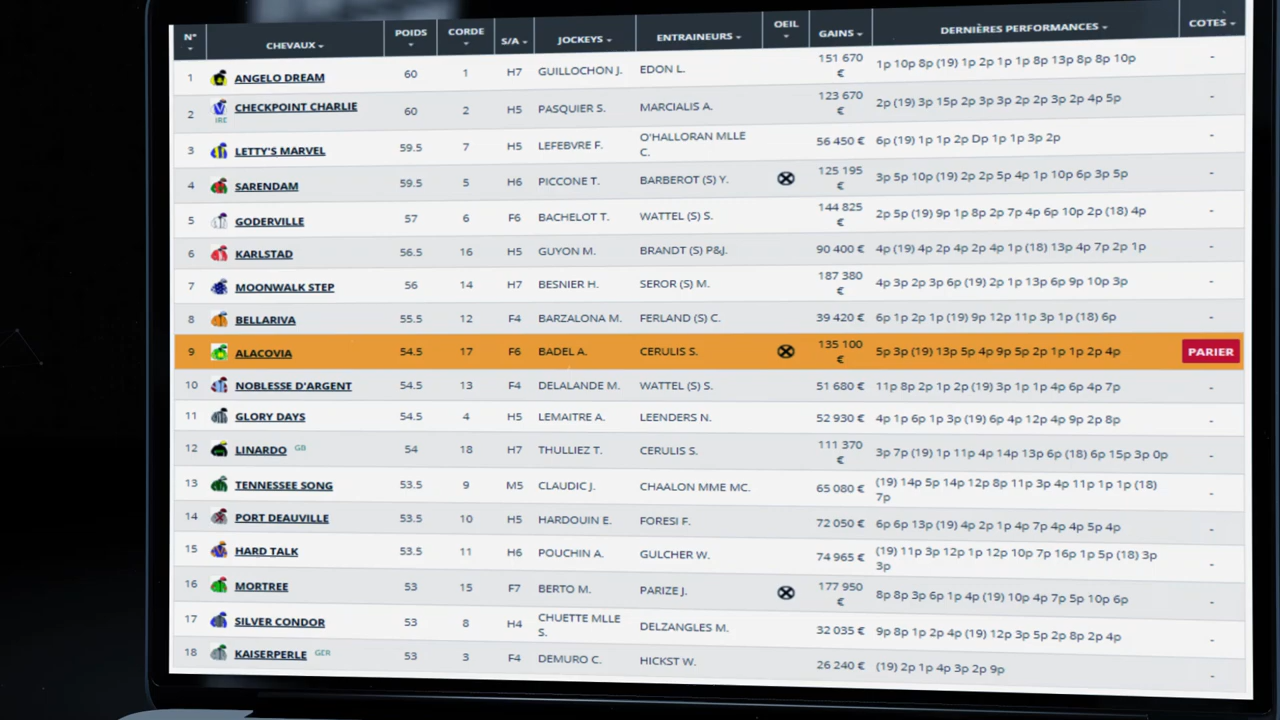 N° CHEVAUX POIDS CORDE S/A JOCKEYS ENTRAINEURS OEIL GAINS DERNIÈRES PERFORMANCES COTES
1 ANGELO DREAM 60 1 H7 GUILLOCHON J. EDON L. 151 670 € 1p 10p 8p (19) 1p 2p 1p 1p 8p 13p 8p 8p 10p -
2 CHECKPOINT CHARLIE IRE 60 2 H5 PASQUIER S. MARCIALIS A. 123 670 € 2p (19) 3p 15p 2p 3p 3p 2p 2p 3p 2p 4p 5p -
3 LETTY'S MARVEL 59.5 7 H5 LEFEBVRE F. O'HALLORAN MLLE C. 56 450 € 6p (19) 1p 1p 2p Dp 1p 1p 3p 2p -
4 SARENDAM 59.5 5 H6 PICCONE T. BARBEROT (S) Y. 125 195 € 3p 5p 10p (19) 2p 2p 5p 4p 1p 10p 6p 3p 5p -
5 GODERVILLE 57 6 F6 BACHELOT T. WATTEL (S) S. 144 825 € 2p 5p (19) 9p 1p 8p 2p 7p 4p 6p 10p 2p (18) 4p -
6 KARLSTAD 56.5 16 H5 GUYON M. BRANDT (S) P&J. 90 400 € 4p (19) 4p 2p 4p 2p 4p 1p (18) 13p 4p 7p 2p 1p -
7 MOONWALK STEP 56 14 H7 BESNIER H. SEROR (S) M. 187 380 € 4p 3p 2p 3p 6p (19) 2p 1p 13p 6p 9p 10p 3p -
8 BELLARIVA 55.5 12 F4 BARZALONA M. FERLAND (S) C. 39 420 € 6p 1p 2p 1p (19) 9p 12p 11p 3p 1p (18) 6p -
9 ALACOVIA 54.5 17 F6 BADEL A. CERULIS S. 135 100 € 5p 3p (19) 13p 5p 4p 9p 5p 2p 1p 1p 2p 4p PARIER
10 NOBLESSE D'ARGENT 54.5 13 F4 DELALANDE M. WATTEL (S) S. 51 680 € 11p 8p 2p 1p 2p (19) 3p 1p 1p 4p 6p 4p 7p -
11 GLORY DAYS 54.5 4 H5 LEMAITRE A. LEENDERS N. 52 930 € 4p 1p 6p 1p 3p (19) 6p 4p 12p 4p 9p 2p 8p -
12 LINARDO GB 54 18 H7 THULLIEZ T. CERULIS S. 111 370 € 3p 7p (19) 1p 11p 4p 14p 13p 6p (18) 6p 15p 3p 0p -
13 TENNESSEE SONG 53.5 9 M5 CLAUDIC J. CHAALON MME MC. 65 080 € (19) 14p 5p 14p 12p 8p 11p 3p 4p 11p 1p 1p (18) 7p -
14 PORT DEAUVILLE 53.5 10 H5 HARDOUIN E. FORESI F. 72 050 € 6p 6p 13p (19) 4p 2p 1p 4p 7p 4p 4p 5p 4p -
15 HARD TALK 53.5 11 H6 POUCHIN A. GULCHER W. 74 965 € (19) 11p 3p 12p 1p 12p 10p 7p 16p 1p 5p (18) 3p 3p -
16 MORTREE 53 15 F7 BERTO M. PARIZE J. 177 950 € 8p 8p 3p 6p 1p 4p (19) 10p 4p 7p 5p 10p 6p -
17 SILVER CONDOR 53 8 H4 CHUETTE MLLE S. DELZANGLES M. 32 035 € 9p 8p 1p 2p 4p (19) 12p 3p 5p 2p 8p 2p 4p -
18 KAISERPERLE GER 53 3 F4 DEMURO C. HICKST W. 26 240 € (19) 2p 1p 4p 3p 2p 9p -